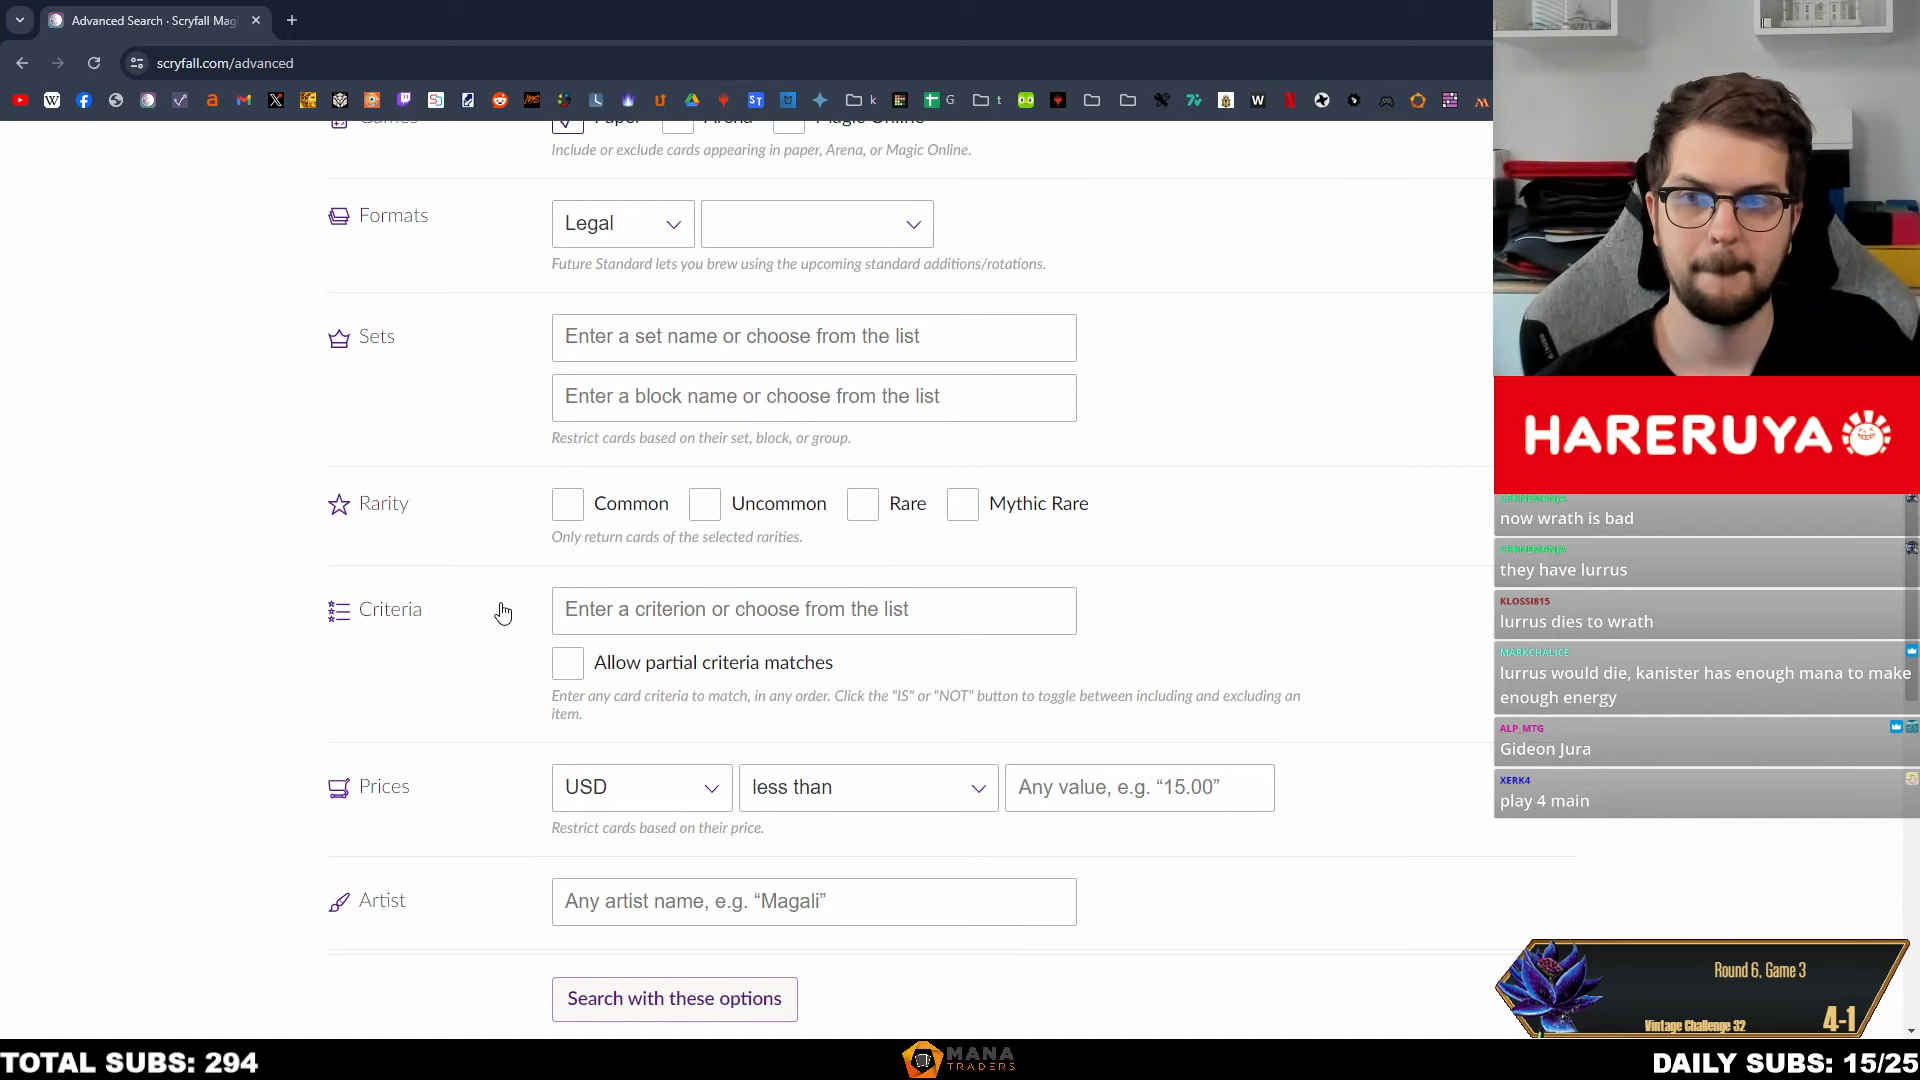 Advanced Search · Scryfall Mag
scryfall.com/advanced
k
G
t
Games
Paper Arena Magic Online
Include or exclude cards appearing in paper, Arena, or Magic Online.
Formats
Legal
Future Standard lets you brew using the upcoming standard additions/rotations.
Sets
Enter a set name or choose from the list
Enter a block name or choose from the list
Restrict cards based on their set, block, or group.
Rarity
Common Uncommon Rare Mythic Rare
Only return cards of the selected rarities.
Criteria
Enter a criterion or choose from the list
Allow partial criteria matches
Enter any card criteria to match, in any order. Click the "IS" or "NOT" button to toggle between including and excluding an
item.
Prices
USD less than Any value, e.g. “15.00”
Restrict cards based on their price.
Artist
Any artist name, e.g. “Magali”
Search with these options
HARERUYA
now wrath is bad
they have lurrus
KLOSSI815
lurrus dies to wrath
MARKCHALICE
lurrus would die, kanister has enough mana to make
enough energy
ALP_MTG
Gideon Jura
XERK4
play 4 main
Round 6, Game 3
Vintage Challenge 32
4-1
TOTAL SUBS: 294
MANA
TRADERS
DAILY SUBS: 15/25